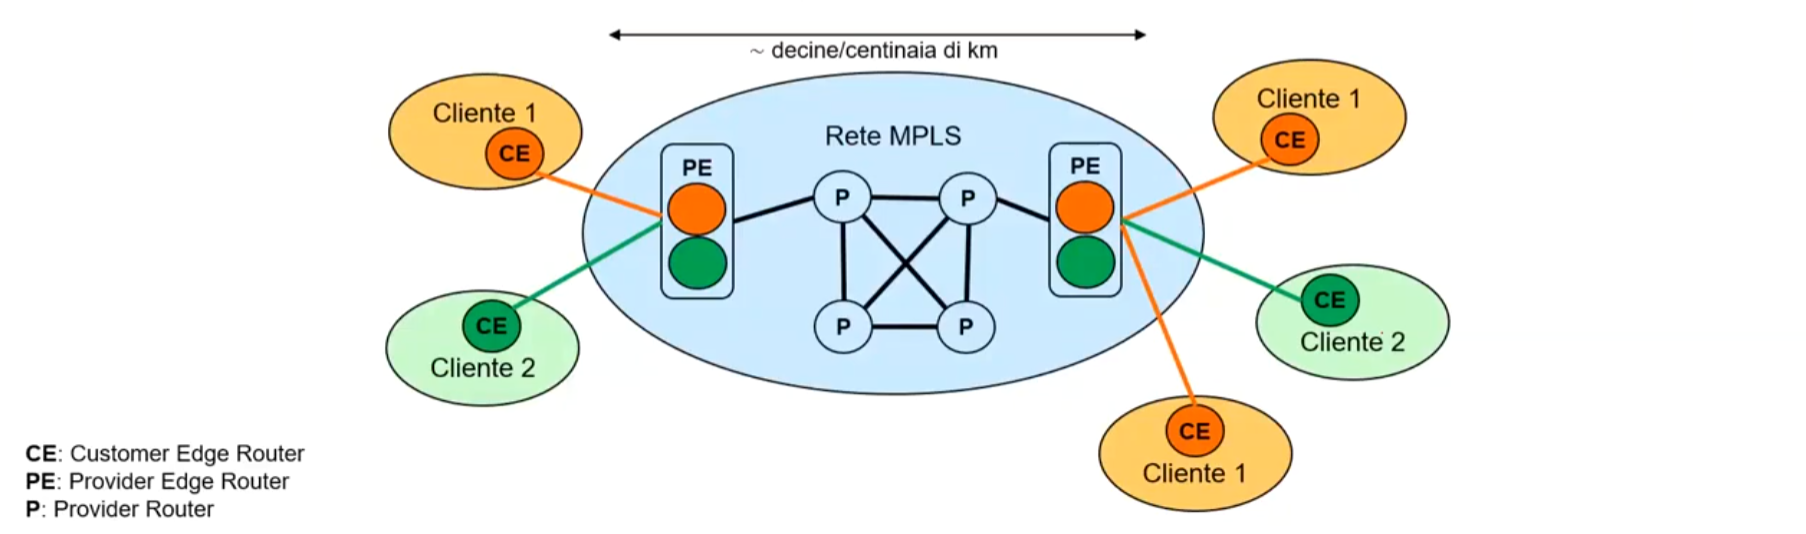 ~ decine/centinaia di km
Cliente 1
CE
Cliente 2
CE
Rete MPLS
PE
P
P
P
P
PE
Cliente 1
CE
CE
Cliente 2
CE
Cliente 1
CE: Customer Edge Router
PE: Provider Edge Router
P: Provider Router